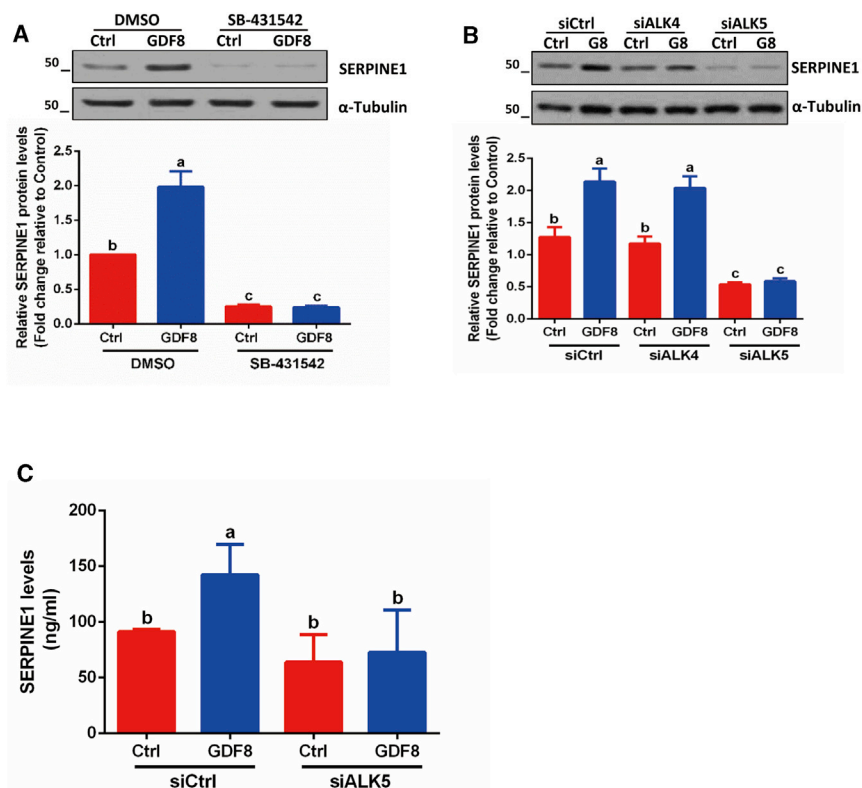 A
DMSO SB-431542
Ctrl GDF8 Ctrl GDF8
50 SERPINE1
50 α-Tubulin
Relative SERPINE1 protein levels
(Fold change relative to Control)
2.5
2.0
1.5
1.0
0.5
0.0
b a c c
Ctrl GDF8 Ctrl GDF8
DMSO SB-431542
B
siCtrl siALK4 siALK5
Ctrl G8 Ctrl G8 Ctrl G8
50 SERPINE1
50 α-Tubulin
Relative SERPINE1 protein levels
(Fold change relative to Control)
2.5
2.0
1.5
1.0
0.5
0.0
b a b a c c
Ctrl GDF8 Ctrl GDF8 Ctrl GDF8
siCtrl siALK4 siALK5
C
SERPINE1 levels
(ng/ml)
200
150
100
50
0
b a b b
Ctrl GDF8 Ctrl GDF8
siCtrl siALK5